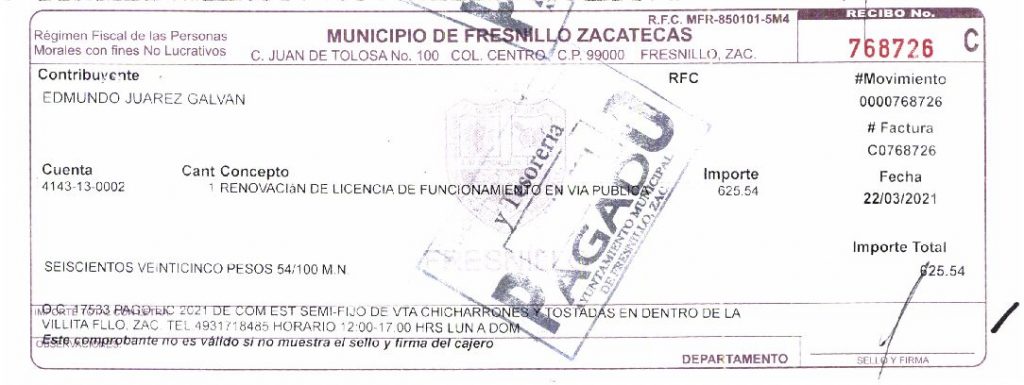 R.F.C. MFR-850101-5M4
RECIBO No.
Régimen Fiscal de las Personas
Morales con fines No Lucrativos
MUNICIPIO DE FRESNILLO ZACATECAS
C. JUAN DE TOLOSA No. 100 COL. CENTRO, C.P. 99000 FRESNILLO, ZAC.
768726 C
Contribuyente
RFC
#Movimiento
EDMUNDO JUAREZ GALVAN
0000768726
# Factura
C0768726
Cuenta
Cant Concepto
Importe
Fecha
4143-13-0002
1 RENOVACIóN DE LICENCIA DE FUNCIONAMIENTO EN VIA PUBLICA
625.54
22/03/2021
y Tesorería
PAGADO
AYUNTAMIENTO MUNICIPAL
DE FRESNILLO, ZAC
FRESNILLO
Importe Total
SEISCIENTOS VEINTICINCO PESOS 54/100 M.N.
625.54
O.C. 17533 PAGO LIC 2021 DE COM EST SEMI-FIJO DE VTA CHICHARRONES Y TOSTADAS EN DENTRO DE LA
VILLITA FLLO, ZAC. TEL.4931718485 HORARIO 12:00-17.00 HRS LUN A DOM
Este comprobante no es válido si no muestra el sello y firma del cajero
OBSERVACIONES:
DEPARTAMENTO
SELLO Y FIRMA